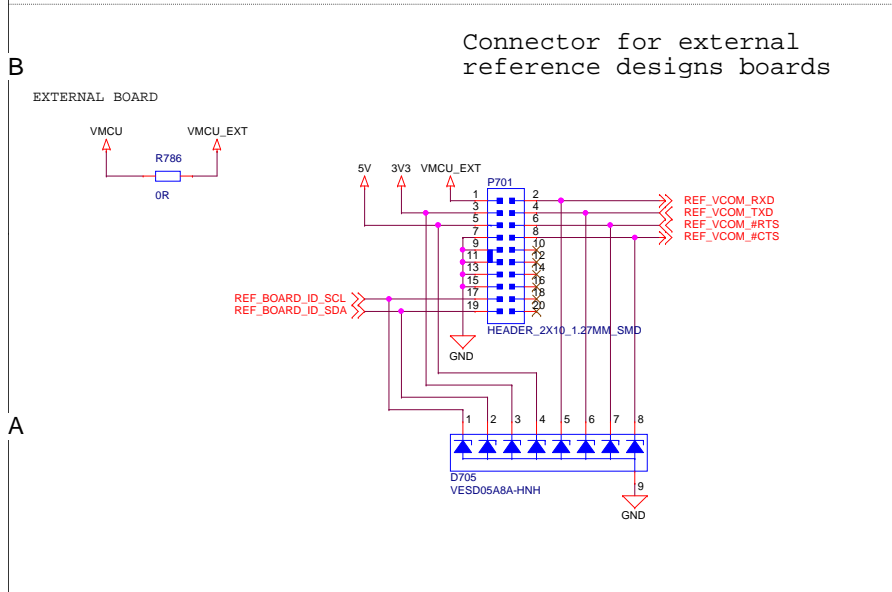 Connector for external
reference designs boards
B
EXTERNAL BOARD
VMCU
VMCU_EXT
R786
0R
5V
3V3
VMCU_EXT
P701
1
2
REF_VCOM_RXD
3
4
REF_VCOM_TXD
5
6
REF_VCOM_#RTS
7
8
REF_VCOM_#CTS
9
10
11
12
13
14
15
16
REF_BOARD_ID_SCL
17
18
REF_BOARD_ID_SDA
19
20
HEADER_2X10_1.27MM_SMD
GND
A
1
2
3
4
5
6
7
8
D705
VESD05A8A-HNH
9
GND